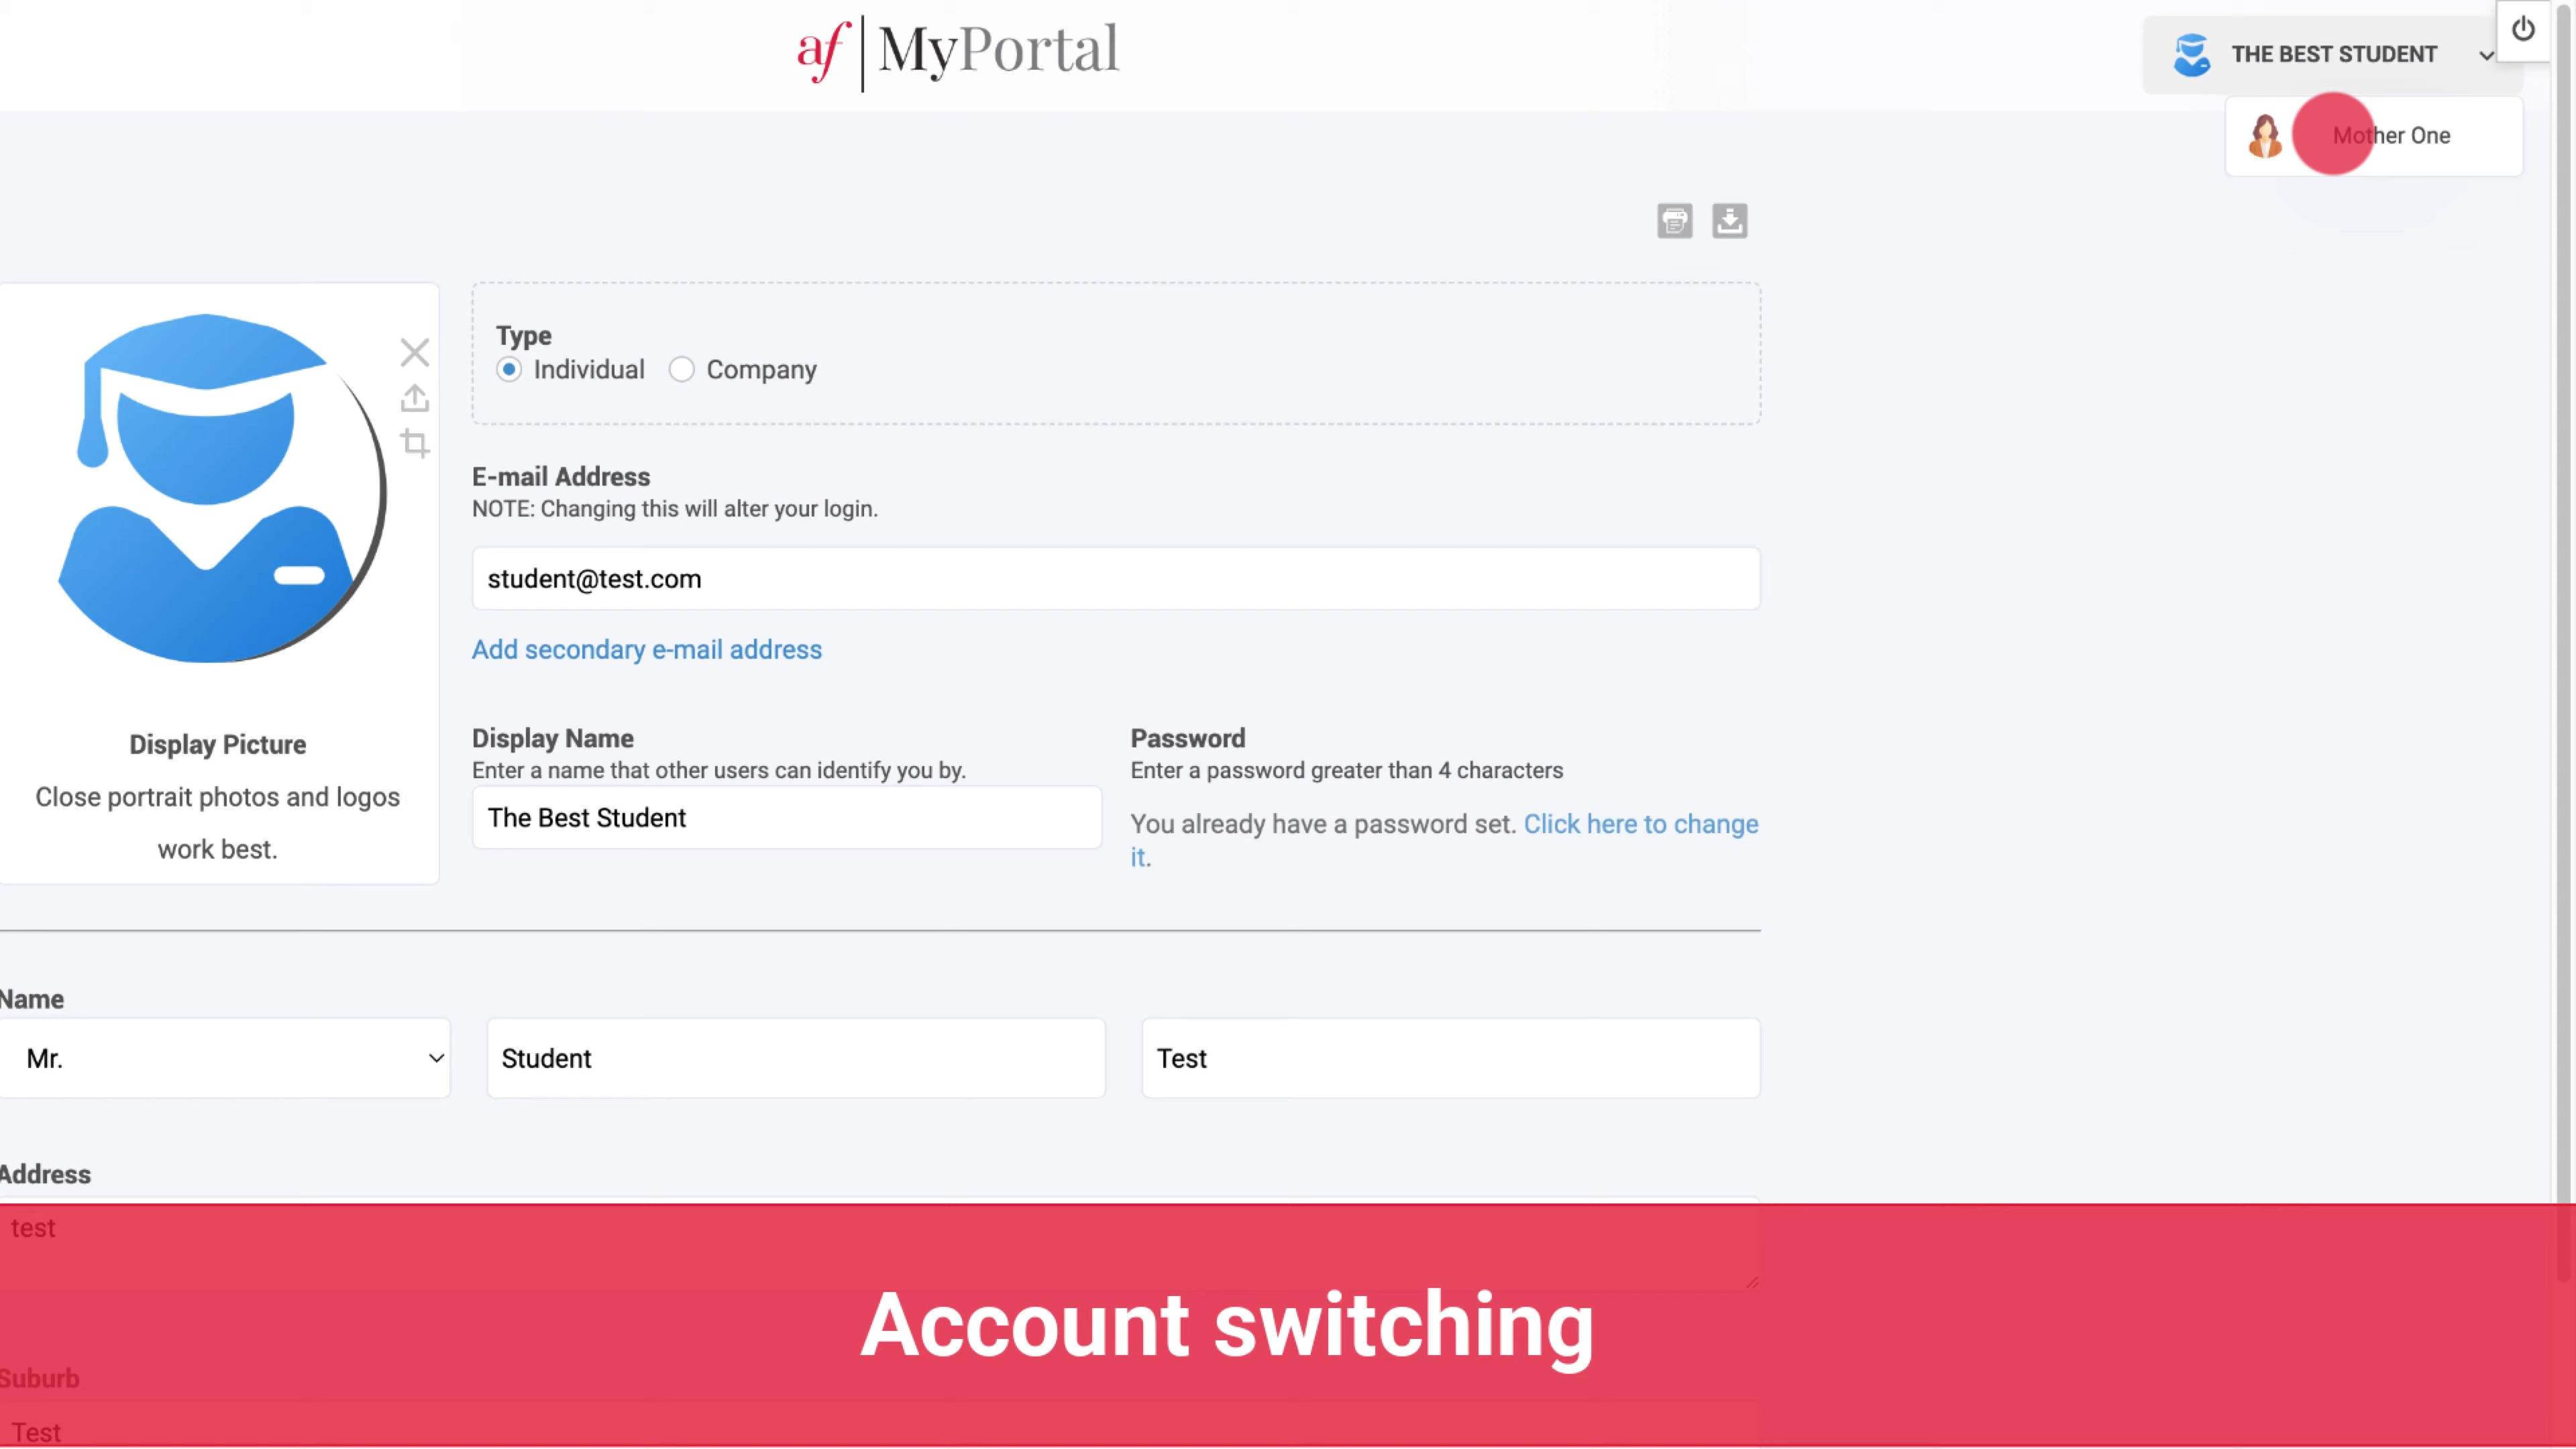 af | MyPortal
THE BEST STUDENT
Mother One
Type
Individual Company
E-mail Address
NOTE: Changing this will alter your login.
student@test.com
Add secondary e-mail address
Display Picture
Close portrait photos and logos
work best.
Display Name
Enter a name that other users can identify you by.
The Best Student
Password
Enter a password greater than 4 characters
You already have a password set. Click here to change
it.
Name
Mr. Student Test
Address
test
Account switching
Suburb
Test